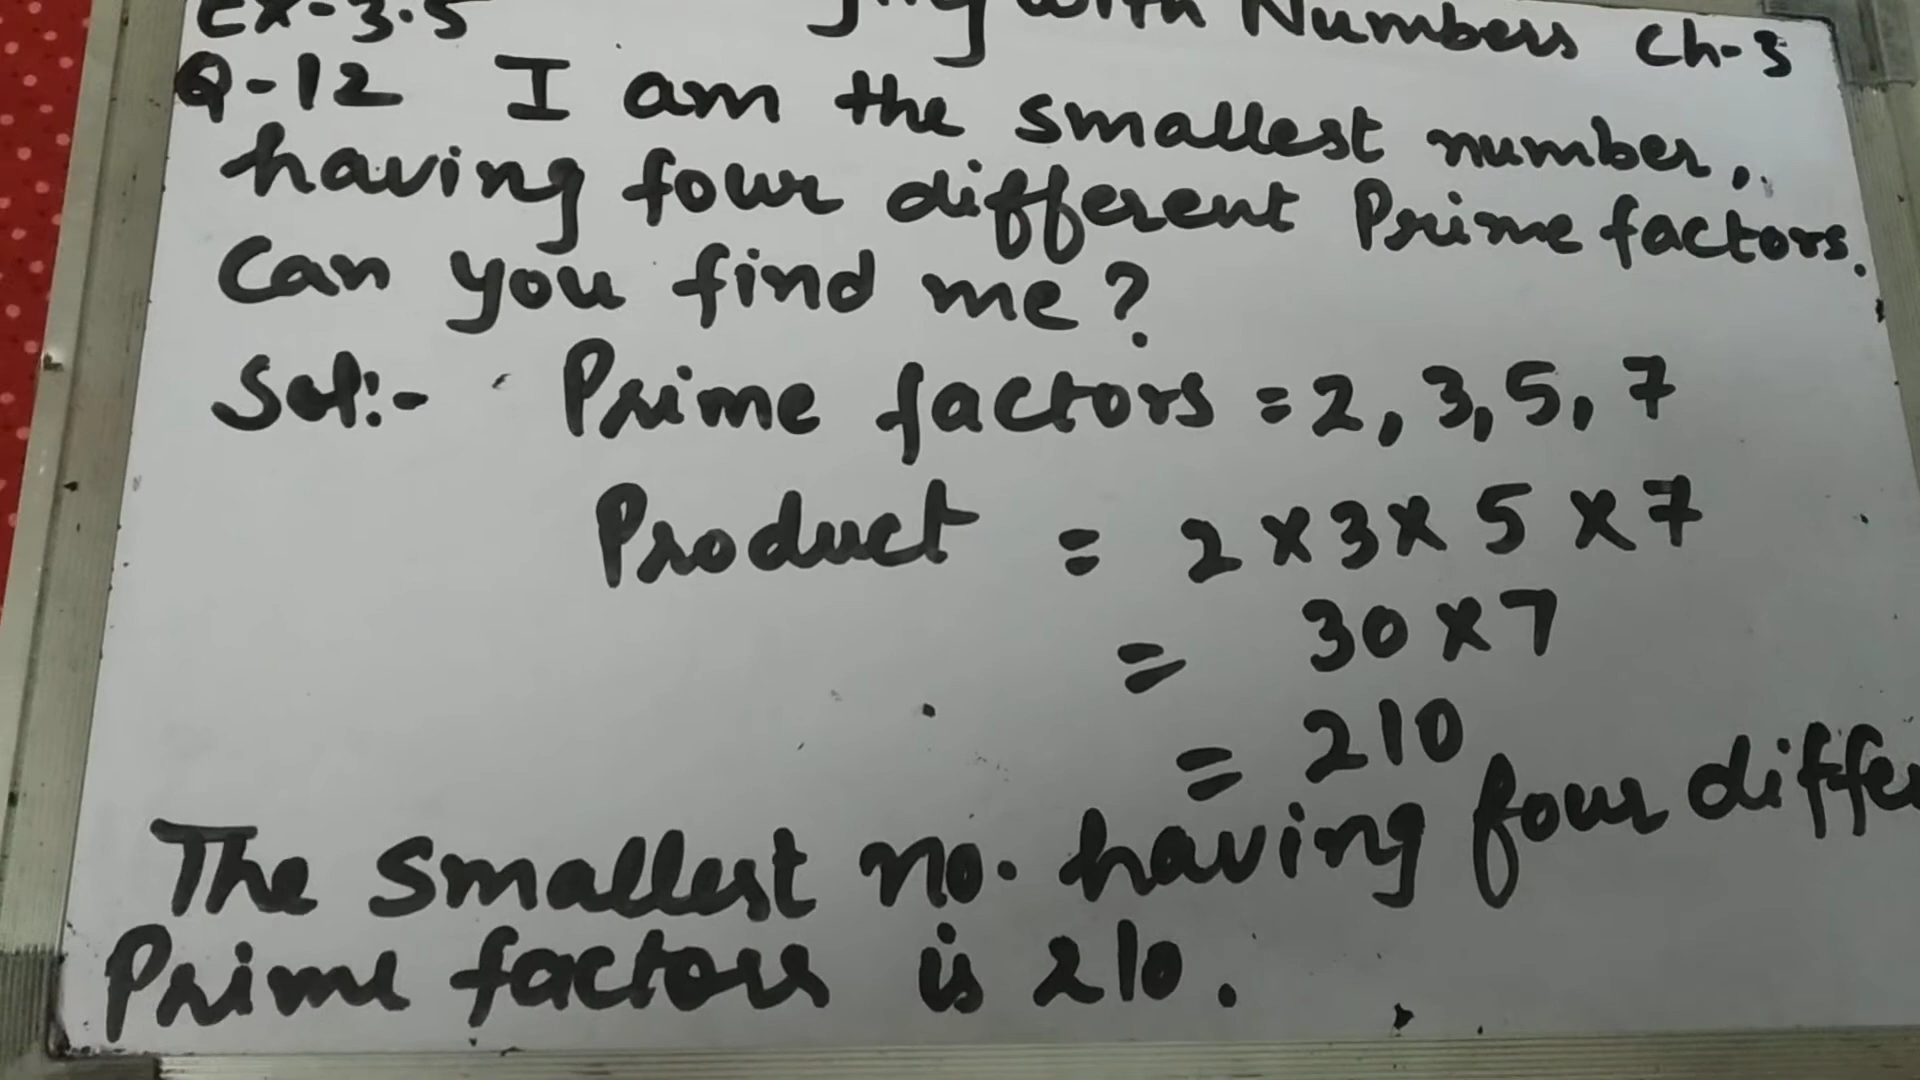 Ex-3.5 with Numbers Ch-3
Q-12 I am the smallest number,
having four different Prime factors.
Can you find me?
Sol:- Prime factors = 2, 3, 5, 7
Product = 2 x 3 x 5 x 7
= 30 x 7
= 210
The smallest no. having four differe
Prime factors is 210.